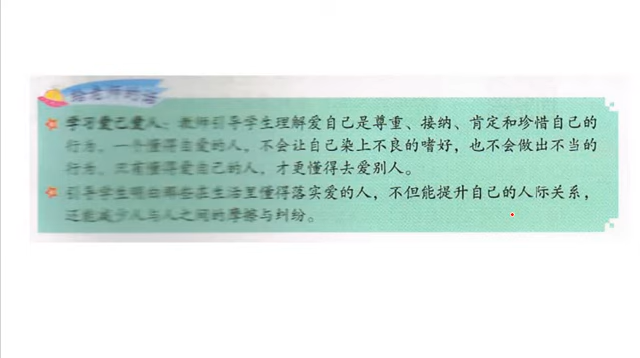 给老师的话
学习爱己爱人：教师引导学生理解爱自己是尊重、接纳、肯定和珍惜自己的
行为。一个懂得自爱的人，不会让自己染上不良的嗜好，也不会做出不当的
行为。只有懂得爱自己的人，才更懂得去爱别人。
引导学生明白那些在生活里懂得落实爱的人，不但能提升自己的人际关系，
还能减少人与人之间的摩擦与纠纷。